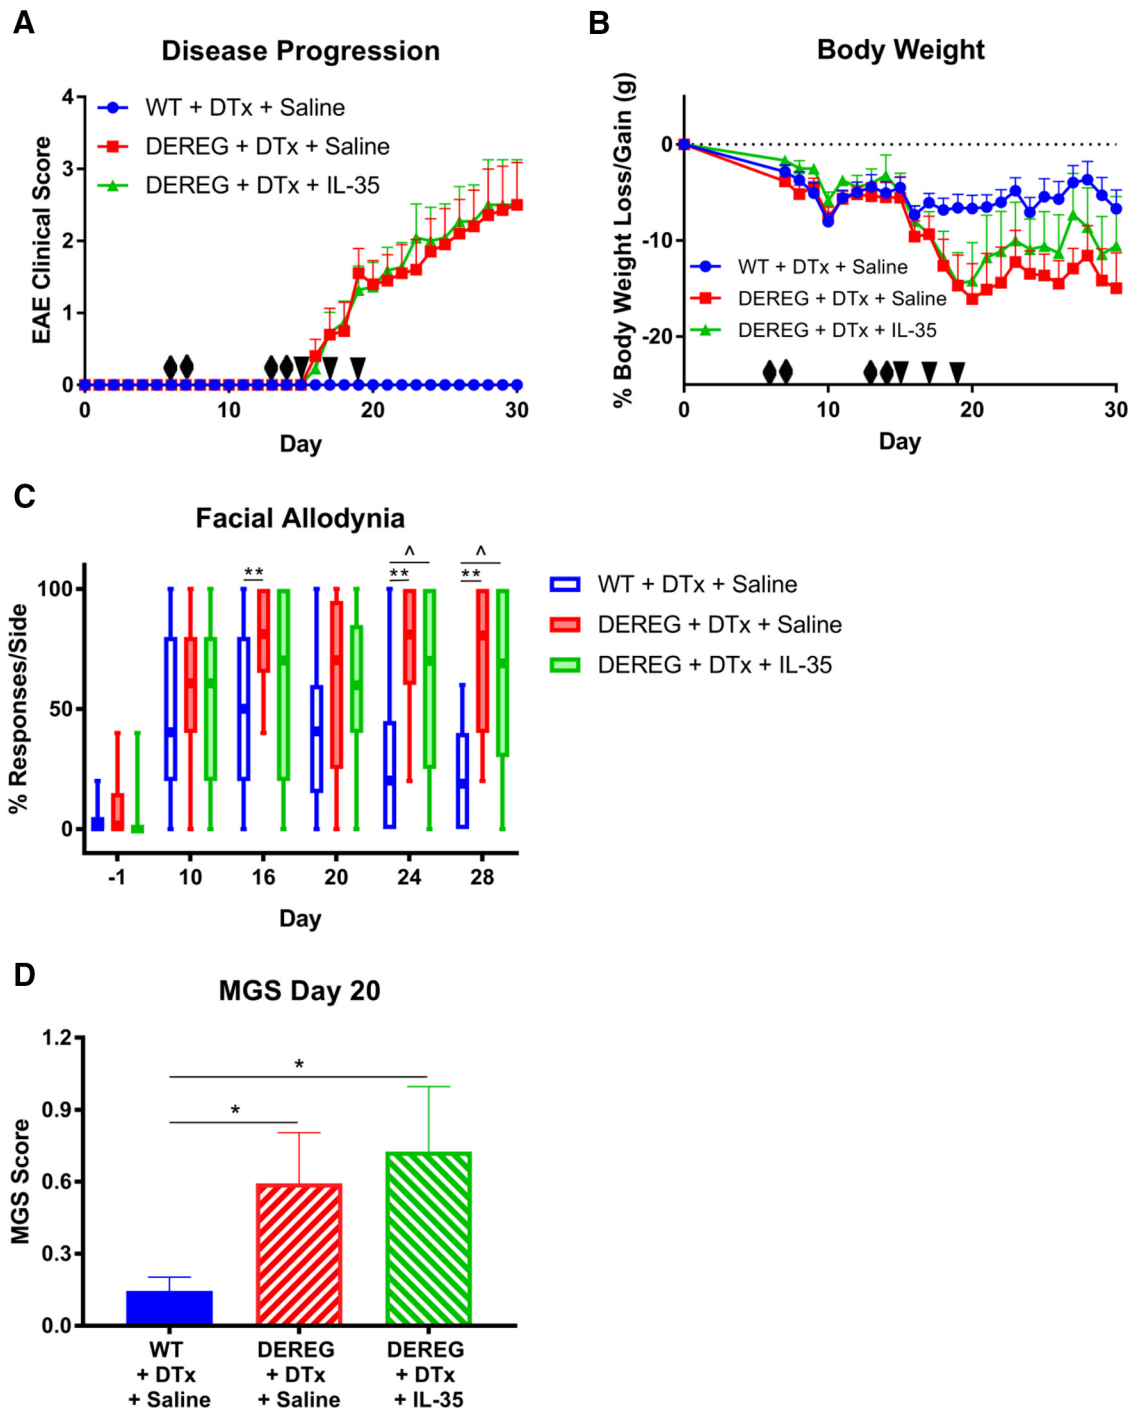 A
Disease Progression
EAE Clinical Score
4
3
2
1
0
WT + DTx + Saline
DEREG + DTx + Saline
DEREG + DTx + IL-35
0 10 20 30
Day
B
Body Weight
% Body Weight Loss/Gain (g)
0
-10
-20
WT + DTx + Saline
DEREG + DTx + Saline
DEREG + DTx + IL-35
0 10 20 30
Day
C
Facial Allodynia
% Responses/Side
100
50
0
**
** ^
** ^
-1 10 16 20 24 28
Day
WT + DTx + Saline
DEREG + DTx + Saline
DEREG + DTx + IL-35
D
MGS Day 20
MGS Score
1.2
0.9
0.6
0.3
0.0
*
*
WT DEREG DEREG
+ DTx + DTx + DTx
+ Saline + Saline + IL-35